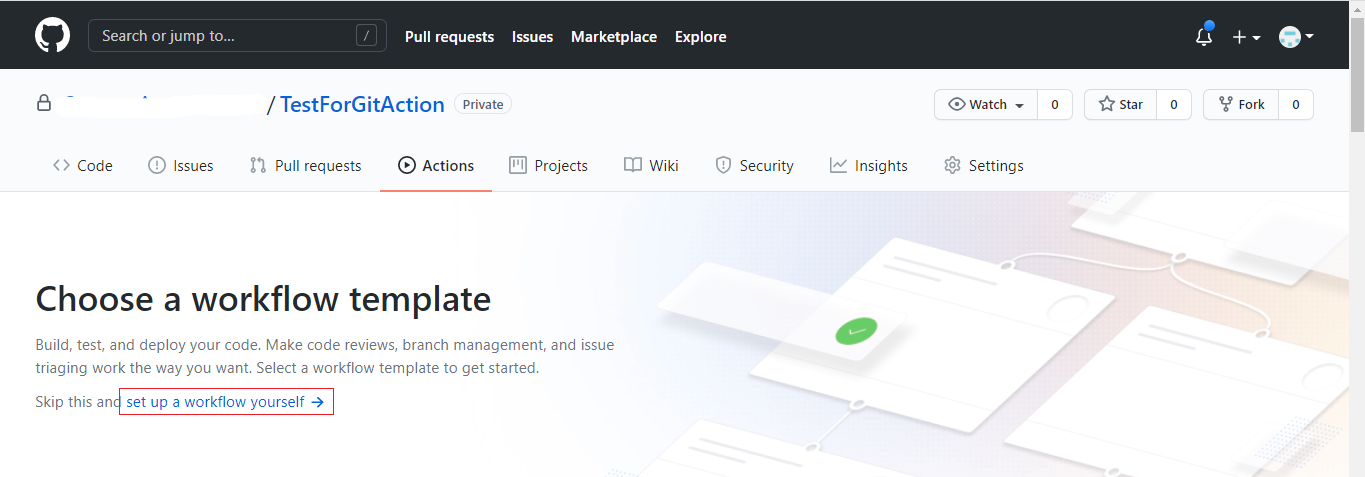 Search or jump to... / Pull requests Issues Marketplace Explore
/ TestForGitAction Private Watch 0 Star 0 Fork 0
Code Issues Pull requests Actions Projects Wiki Security Insights Settings
Choose a workflow template
Build, test, and deploy your code. Make code reviews, branch management, and issue
triaging work the way you want. Select a workflow template to get started.
Skip this and set up a workflow yourself →